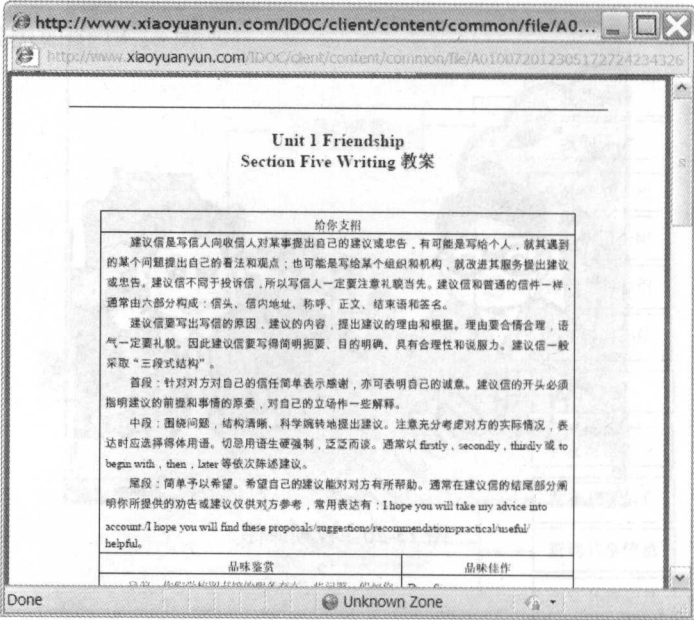 http://www.xiaoyuanyun.com/IDOC/client/content/common/file/A0...
http://www.xiaoyuanyun.com/IDOC/client/content/common/file/A0100720123051727242343​26
Unit 1 Friendship
Section Five Writing 教案
给你支招
建议信是写信人向收信人对某事提出自己的建议或忠告，有可能是写给个人，就其遇到
的某个问题提出自己的看法和观点；也可能是写给某个组织和机构，就改进其服务提出建议
或忠告。建议信不同于投诉信，所以写信人一定要注意礼貌当先。建议信和普通的信件一样，
通常由六部分构成：信头、信内地址、称呼、正文、结束语和签名。
建议信要写出写信的原因，建议的内容，提出建议的理由和根据。理由要合情合理，语
气一定要礼貌。因此建议信要写得简明扼要、目的明确、具有合理性和说服力。建议信一般
采取“三段式结构”。
首段：针对对方对自己的信任简单表示感谢，亦可表明自己的诚意。建议信的开头必须
指明建议的前提和事情的原委，对自己的立场作一些解释。
中段：围绕问题，结构清晰、科学婉转地提出建议。注意充分考虑对方的实际情况，表
达时应选择得体用语。切忌用语生硬强制，泛泛而谈。通常以 firstly , secondly , thirdly 或 to
begin with , then , later 等依次陈述建议。
尾段：简单予以希望。希望自己的建议能对对方有所帮助。通常在建议信的结尾部分阐
明你所提供的劝告或建议仅供对方参考，常用表达有：I hope you will take my advice into
account./I hope you will find these proposals/suggestions/recommendationspractical/useful/
helpful。
品味鉴赏 品味佳作
Done Unknown Zone